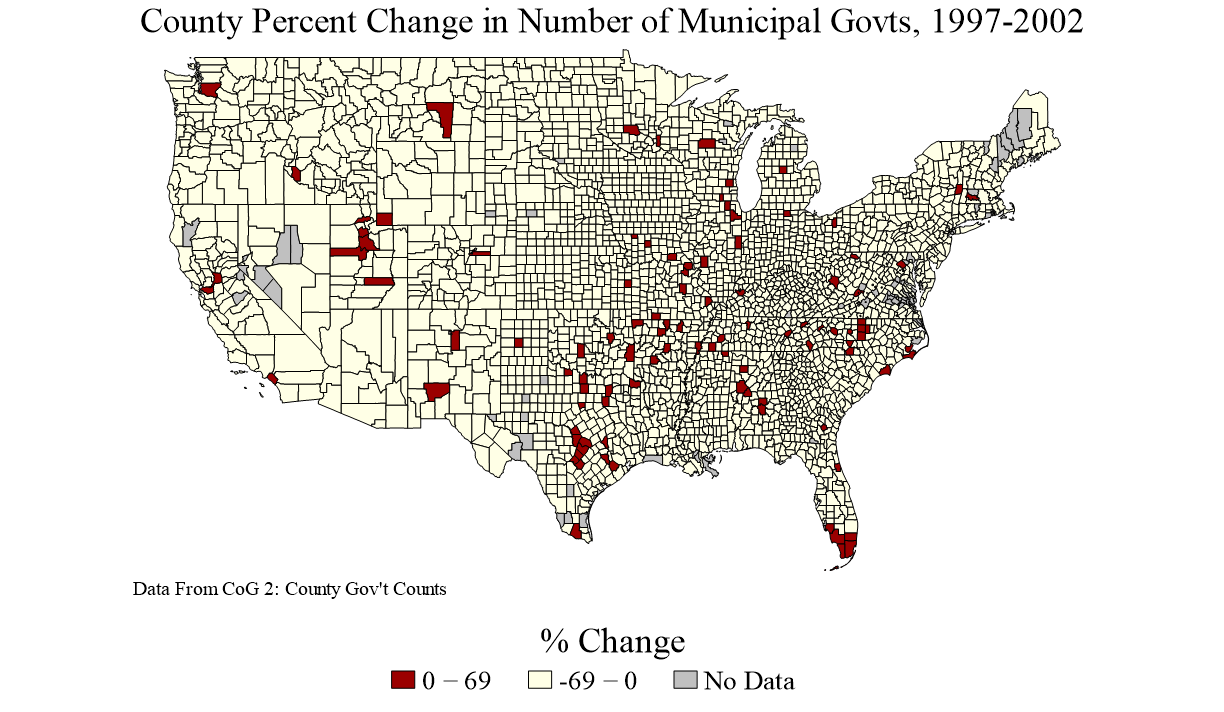 County Percent Change in Number of Municipal Govts, 1997-2002
Data From CoG 2: County Gov't Counts
% Change
0 − 69 -69 − 0 No Data